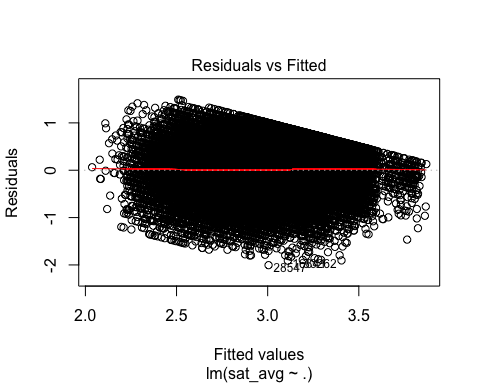 Residuals vs Fitted
Residuals
1
0
-1
-2
28547
2.0 2.5 3.0 3.5
Fitted values
lm(sat_avg ~ .)